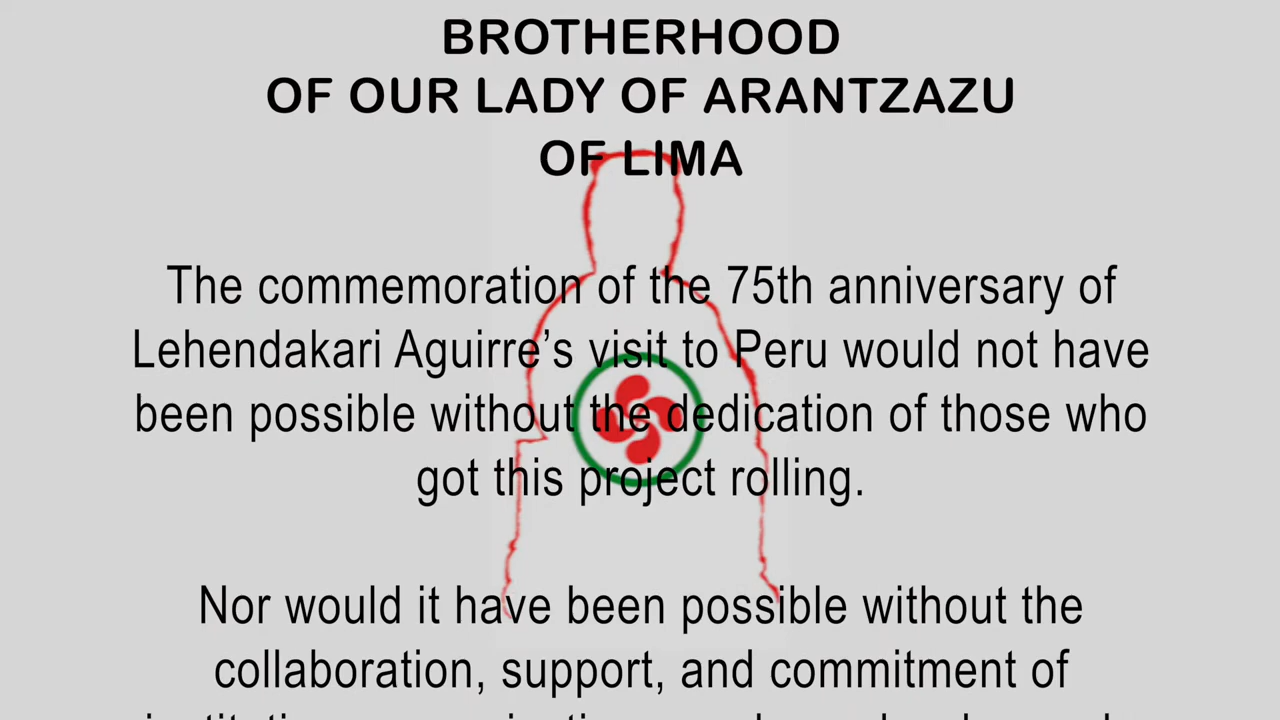 BROTHERHOOD
OF OUR LADY OF ARANTZAZU
OF LIMA
The commemoration of the 75th anniversary of
Lehendakari Aguirre’s visit to Peru would not have
been possible without the dedication of those who
got this project rolling.
Nor would it have been possible without the
collaboration, support, and commitment of